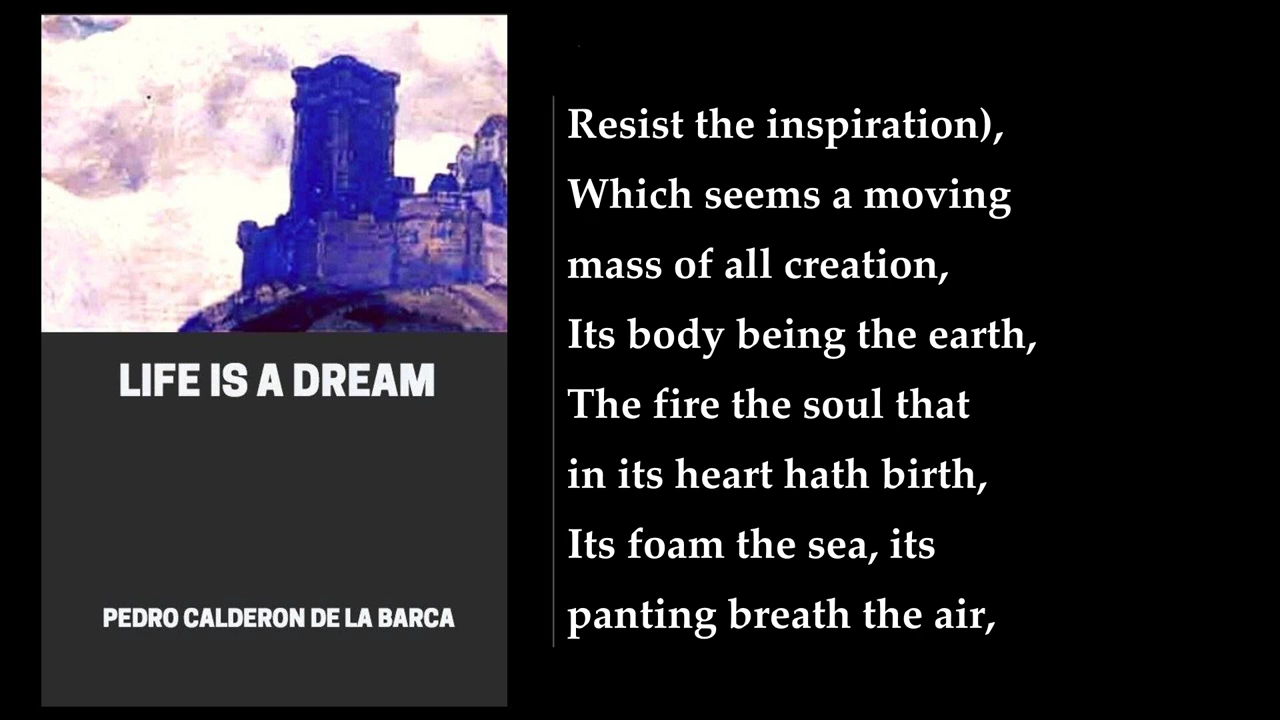 LIFE IS A DREAM
PEDRO CALDERON DE LA BARCA
Resist the inspiration),
Which seems a moving
mass of all creation,
Its body being the earth,
The fire the soul that
in its heart hath birth,
Its foam the sea, its
panting breath the air,